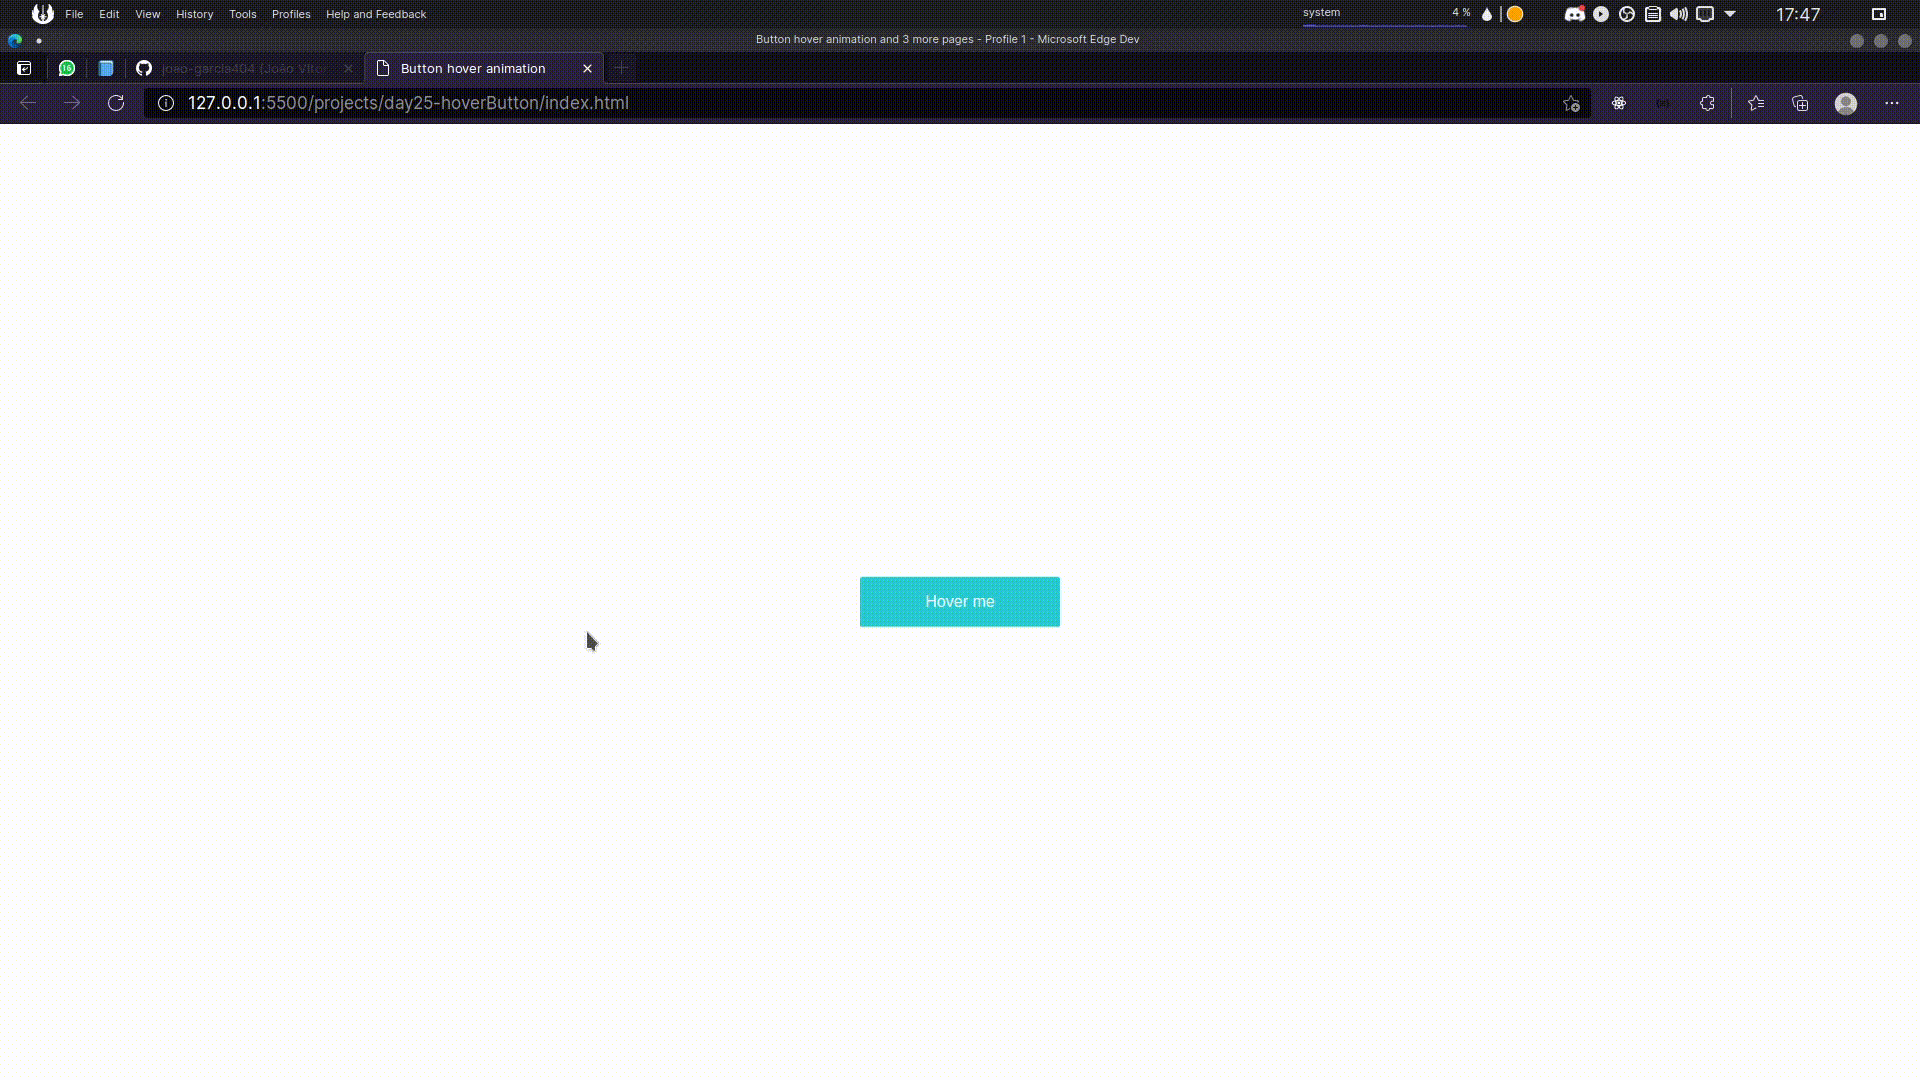 File Edit View History Tools Profiles Help and Feedback system 4 % 17:47
Button hover animation and 3 more pages - Profile 1 - Microsoft Edge Dev
16 joao-garcia404 (João Vito Button hover animation
127.0.0.1:5500/projects/day25-hoverButton/index.html
Hover me